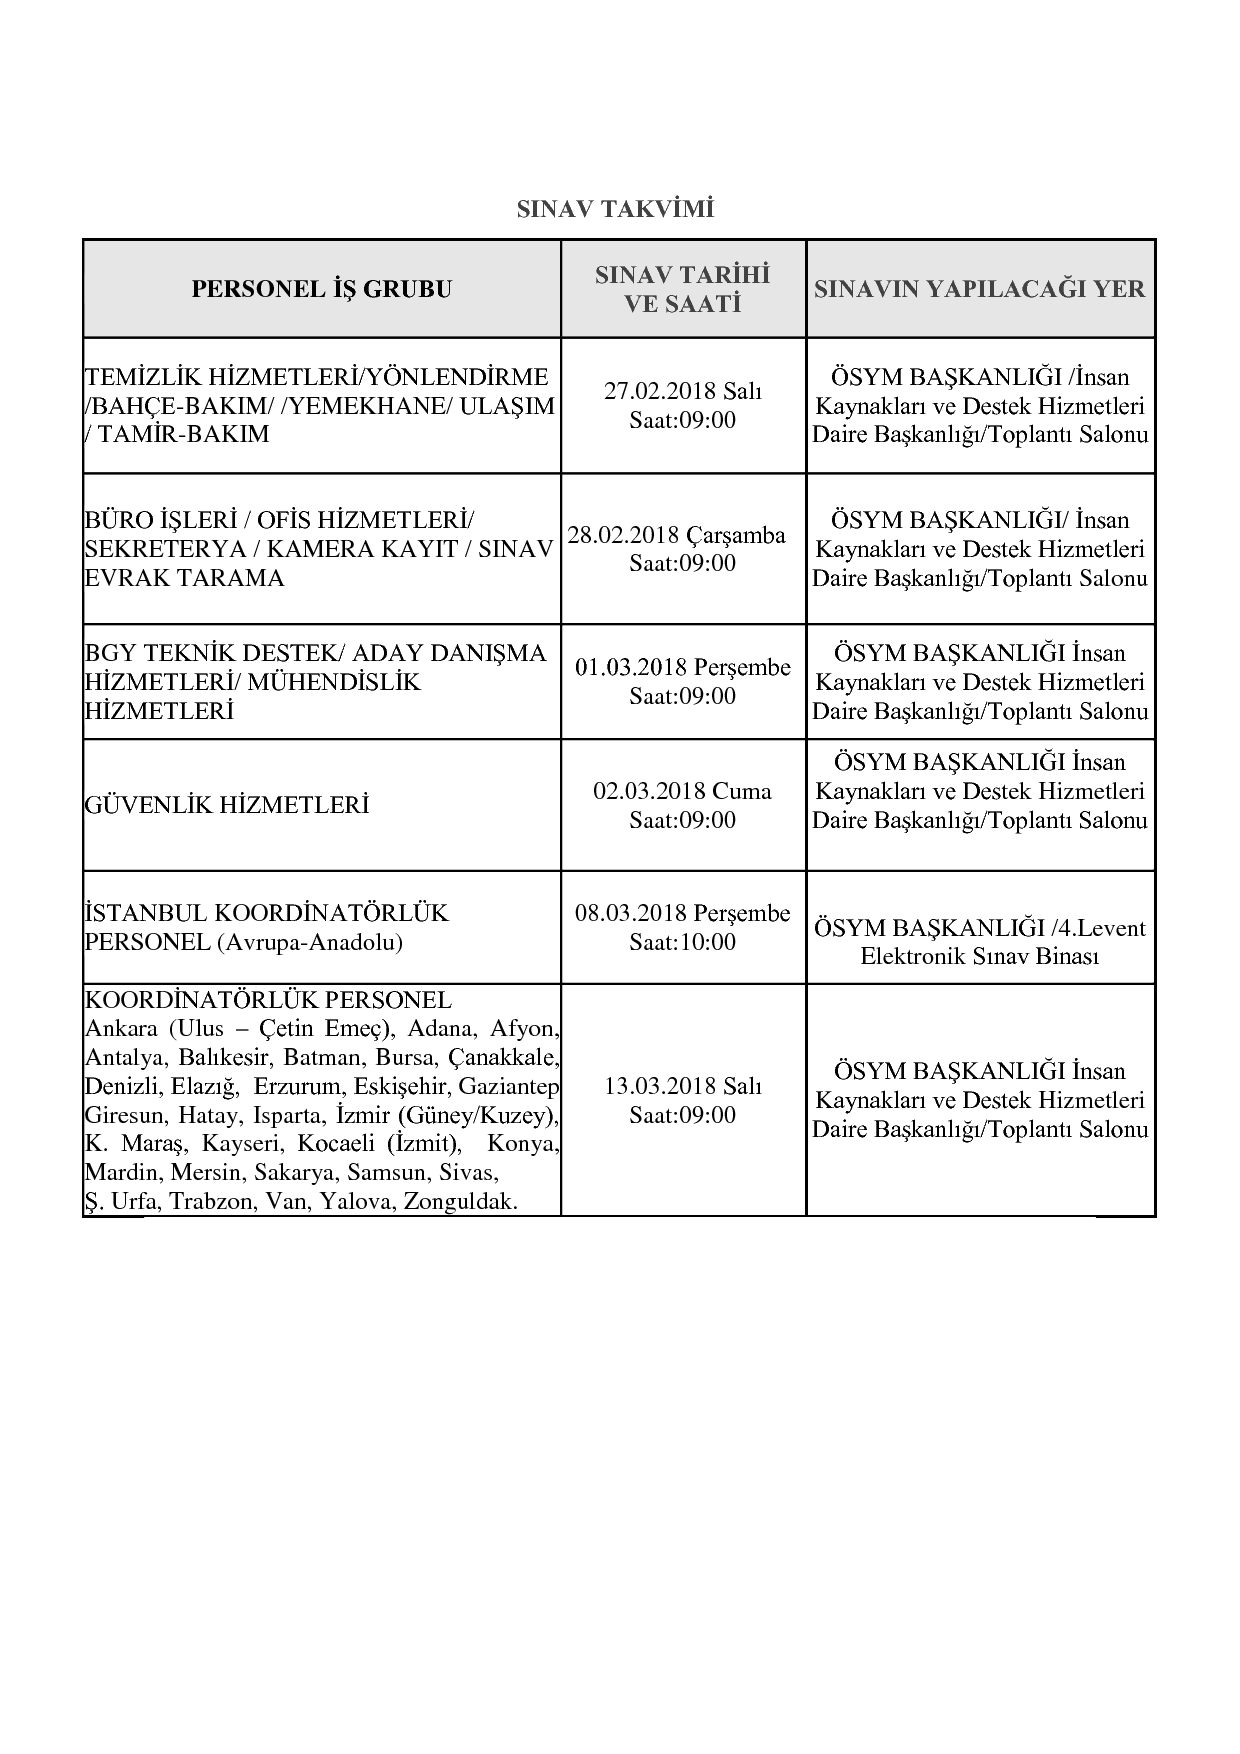 SINAV TAKVİMİ
PERSONEL İŞ GRUBU
SINAV TARİHİ
VE SAATİ
SINAVIN YAPILACAĞI YER
TEMİZLİK HİZMETLERİ/YÖNLENDİRME
/BAHÇE-BAKIM/ /YEMEKHANE/ ULAŞIM
/ TAMİR-BAKIM
27.02.2018 Salı
Saat:09:00
ÖSYM BAŞKANLIĞI /İnsan
Kaynakları ve Destek Hizmetleri
Daire Başkanlığı/Toplantı Salonu
BÜRO İŞLERİ / OFİS HİZMETLERİ/
SEKRETERYA / KAMERA KAYIT / SINAV
EVRAK TARAMA
28.02.2018 Çarşamba
Saat:09:00
ÖSYM BAŞKANLIĞI/ İnsan
Kaynakları ve Destek Hizmetleri
Daire Başkanlığı/Toplantı Salonu
BGY TEKNİK DESTEK/ ADAY DANIŞMA
HİZMETLERİ/ MÜHENDİSLİK
HİZMETLERİ
01.03.2018 Perşembe
Saat:09:00
ÖSYM BAŞKANLIĞI İnsan
Kaynakları ve Destek Hizmetleri
Daire Başkanlığı/Toplantı Salonu
GÜVENLİK HİZMETLERİ
02.03.2018 Cuma
Saat:09:00
ÖSYM BAŞKANLIĞI İnsan
Kaynakları ve Destek Hizmetleri
Daire Başkanlığı/Toplantı Salonu
İSTANBUL KOORDİNATÖRLÜK
PERSONEL (Avrupa-Anadolu)
08.03.2018 Perşembe
Saat:10:00
ÖSYM BAŞKANLIĞI /4.Levent
Elektronik Sınav Binası
KOORDİNATÖRLÜK PERSONEL
Ankara (Ulus – Çetin Emeç), Adana, Afyon,
Antalya, Balıkesir, Batman, Bursa, Çanakkale,
Denizli, Elazığ, Erzurum, Eskişehir, Gaziantep
Giresun, Hatay, Isparta, İzmir (Güney/Kuzey),
K. Maraş, Kayseri, Kocaeli (İzmit), Konya,
Mardin, Mersin, Sakarya, Samsun, Sivas,
Ş. Urfa, Trabzon, Van, Yalova, Zonguldak.
13.03.2018 Salı
Saat:09:00
ÖSYM BAŞKANLIĞI İnsan
Kaynakları ve Destek Hizmetleri
Daire Başkanlığı/Toplantı Salonu